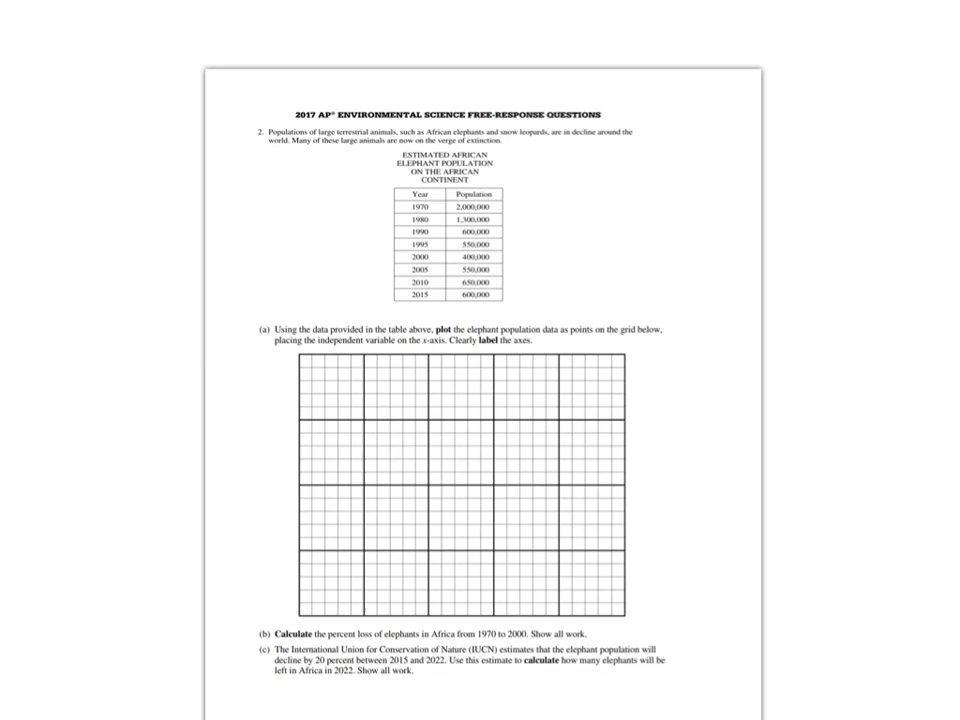 2017 AP® ENVIRONMENTAL SCIENCE FREE-RESPONSE QUESTIONS
2. Populations of large terrestrial animals, such as African elephants and snow leopards, are in decline around the
world. Many of these large animals are now on the verge of extinction.
ESTIMATED AFRICAN
ELEPHANT POPULATION
ON THE AFRICAN
CONTINENT
Year Population
1970 2,000,000
1980 1,300,000
1990 600,000
1995 550,000
2000 400,000
2005 550,000
2010 650,000
2015 600,000
(a) Using the data provided in the table above, plot the elephant population data as points on the grid below,
placing the independent variable on the x-axis. Clearly label the axes.
(b) Calculate the percent loss of elephants in Africa from 1970 to 2000. Show all work.
(c) The International Union for Conservation of Nature (IUCN) estimates that the elephant population will
decline by 20 percent between 2015 and 2022. Use this estimate to calculate how many elephants will be
left in Africa in 2022. Show all work.